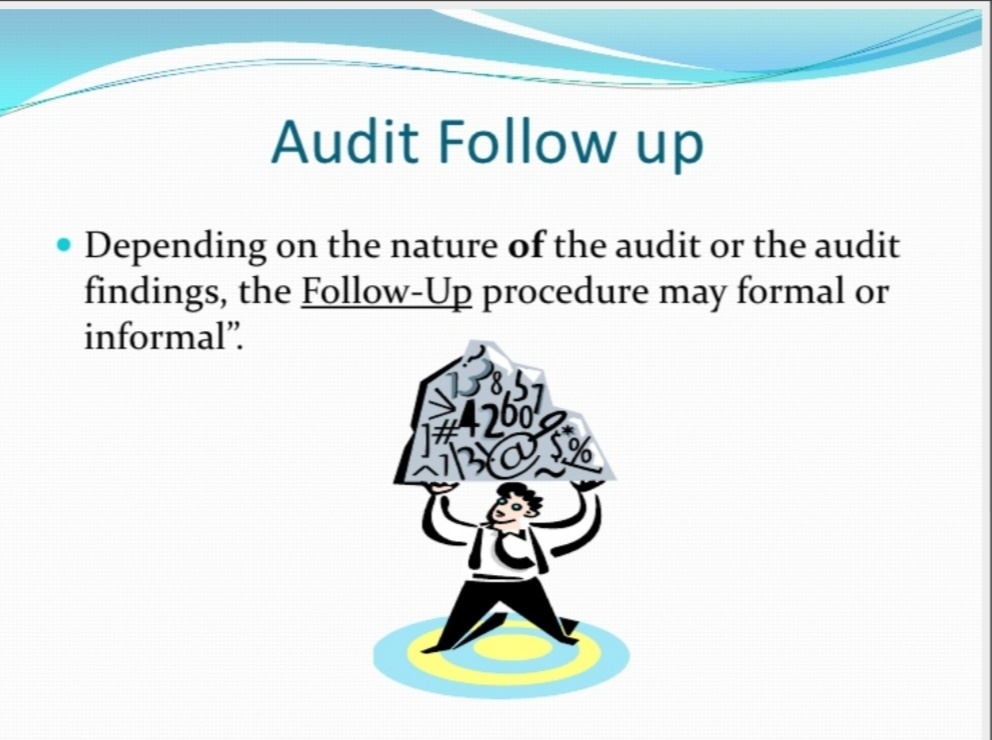 Audit Follow up
• Depending on the nature of the audit or the audit
findings, the Follow-Up procedure may formal or
informal”.